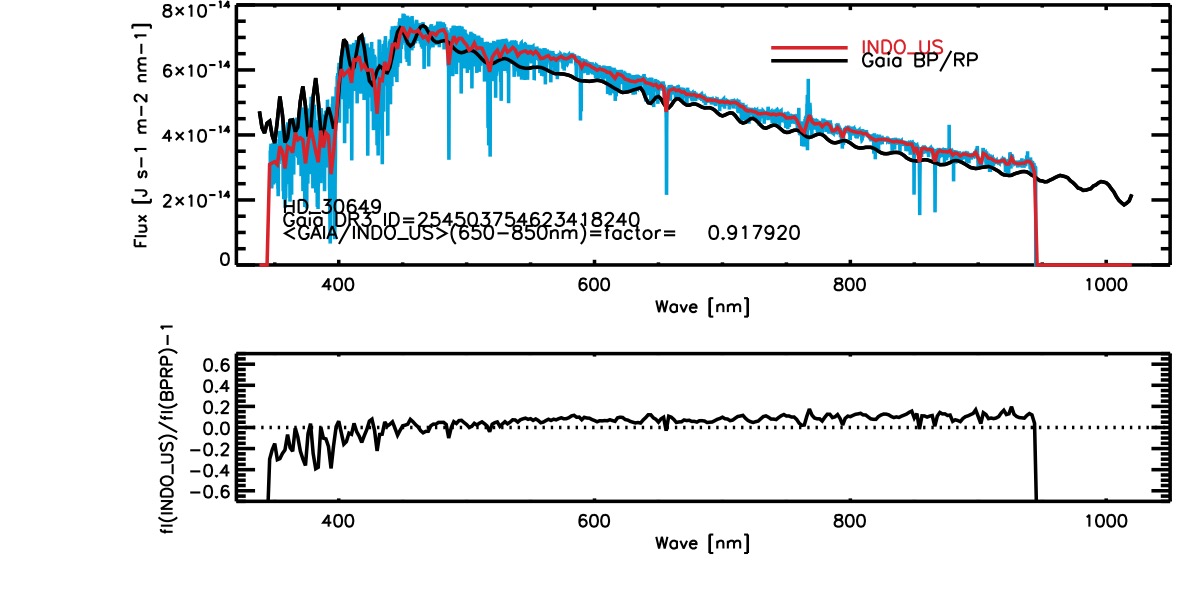 8×10−14
6×10−14
4×10−14
2×10−14
0
Flux [J s−1 m−2 nm−1]
INDO_US
Gaia BP/RP
HD_30649
Gaia DR3 ID=254503754623418240
<GAIA/INDO_US>(650−850nm)=factor= 0.917920
400 600 800 1000
Wave [nm]
fl(INDO_US)/fl(BPRP)−1
0.6
0.4
0.2
0.0
−0.2
−0.4
−0.6
400 600 800 1000
Wave [nm]